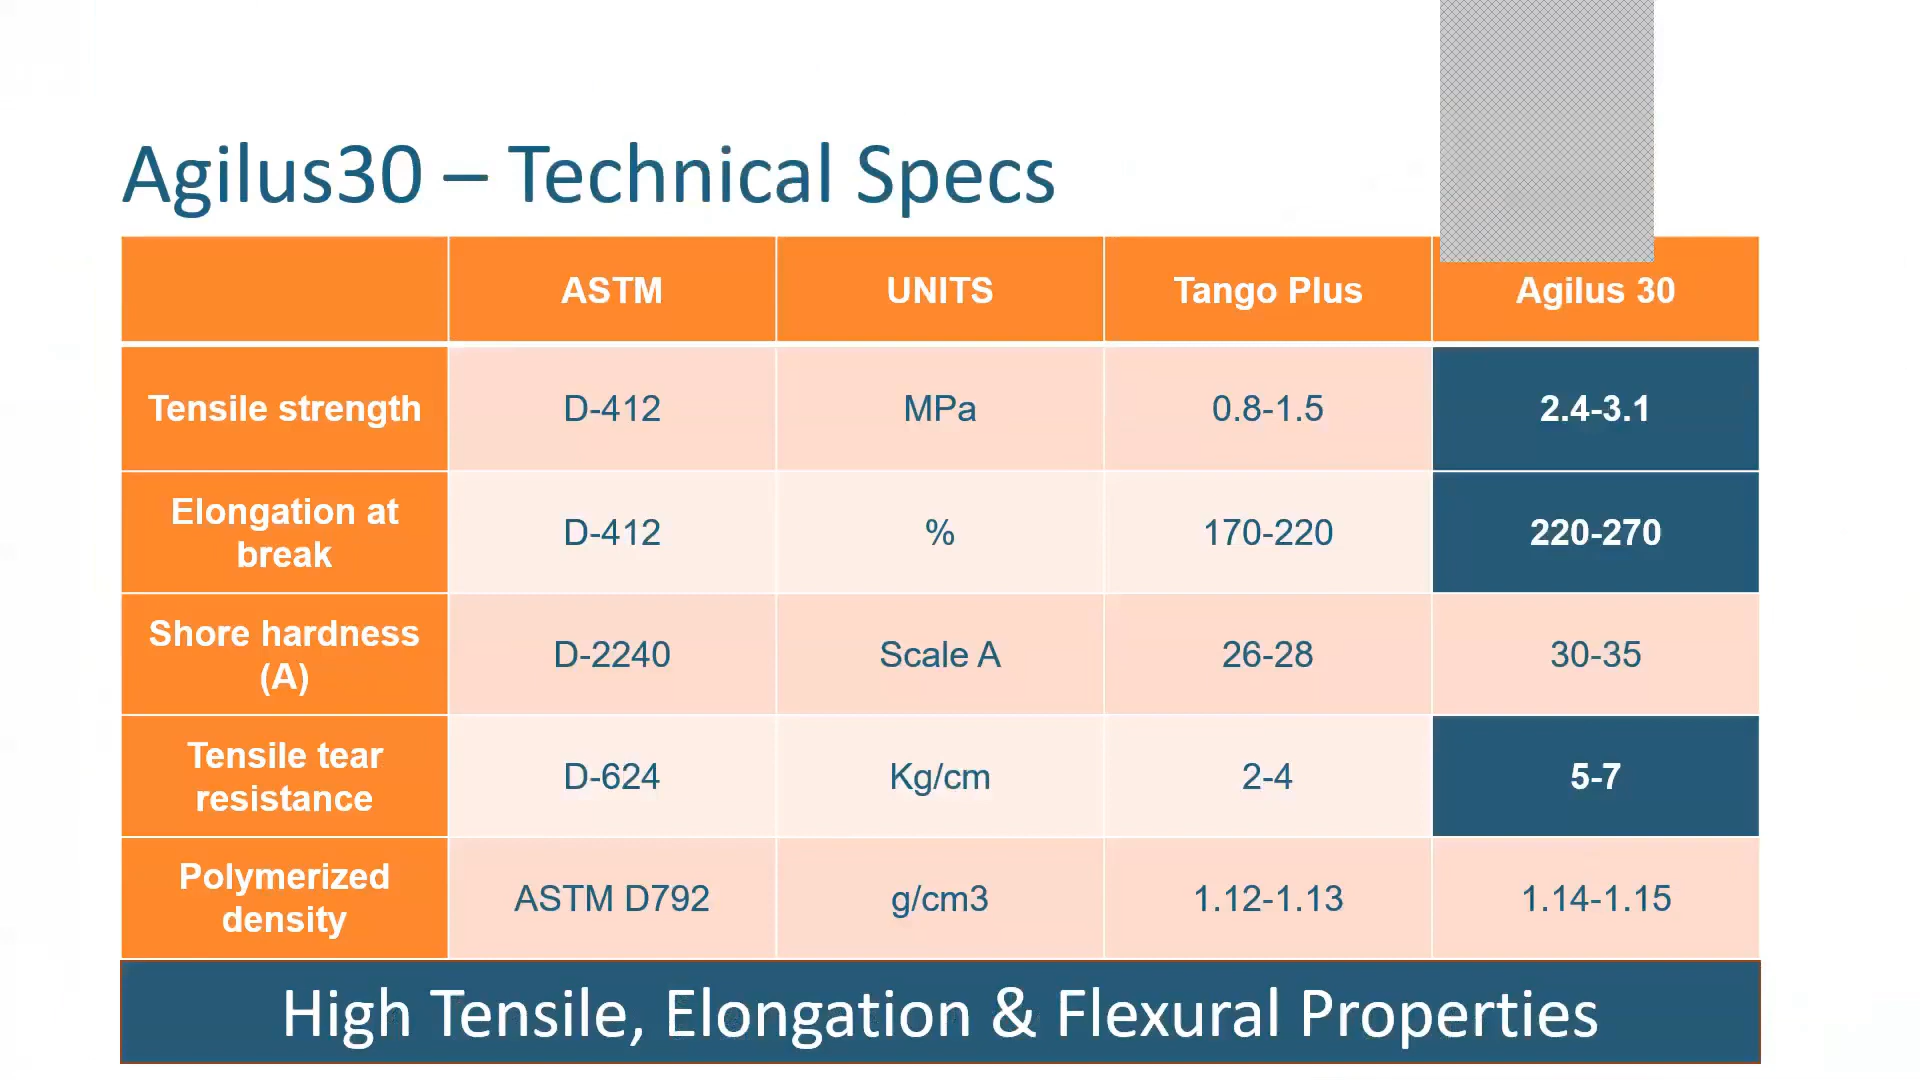 Agilus30 – Technical Specs
ASTM UNITS Tango Plus Agilus 30
Tensile strength D-412 MPa 0.8-1.5 2.4-3.1
Elongation at
break D-412 % 170-220 220-270
Shore hardness
(A) D-2240 Scale A 26-28 30-35
Tensile tear
resistance D-624 Kg/cm 2-4 5-7
Polymerized
density ASTM D792 g/cm3 1.12-1.13 1.14-1.15
High Tensile, Elongation & Flexural Properties